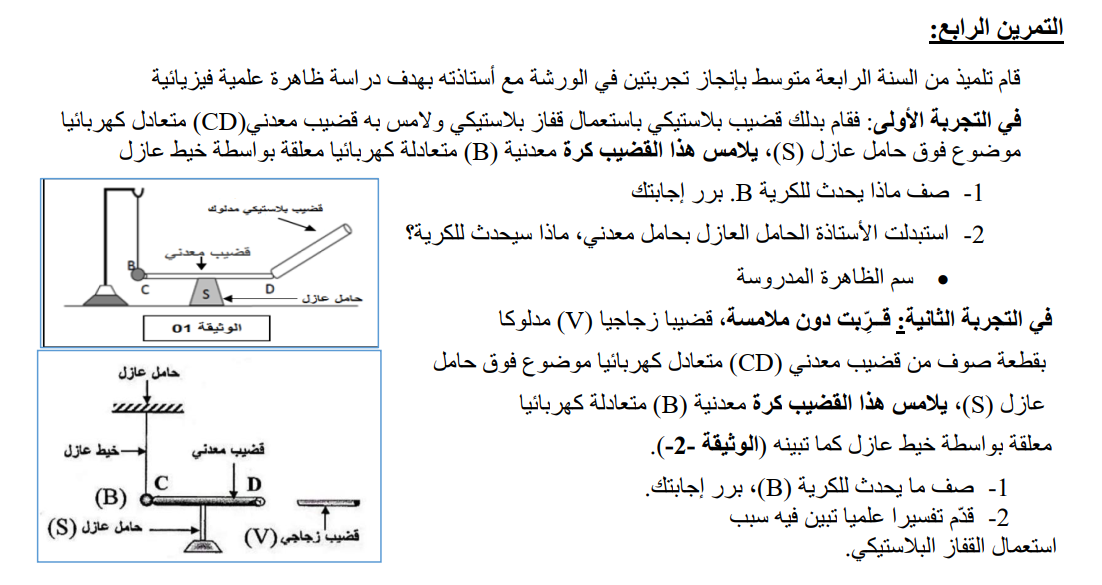 التمرين الرابع:
قام تلميذ من السنة الرابعة متوسط بإنجاز تجربتين في الورشة مع أستاذته بهدف دراسة ظاهرة علمية فيزيائية
في التجربة الأولى: فقام بدلك قضيب بلاستيكي باستعمال قفاز بلاستيكي ولامس به قضيب معدني(CD) متعادل كهربائيا
موضوع فوق حامل عازل (S)، يلامس هذا القضيب كرة معدنية (B) متعادلة كهربائيا معلقة بواسطة خيط عازل
1- صف ماذا يحدث للكرية B. برر إجابتك
2- استبدلت الأستاذة الحامل العازل بحامل معدني، ماذا سيحدث للكرية؟
• سم الظاهرة المدروسة
في التجربة الثانية: قــرّبت دون ملامسة، قضيبا زجاجيا (V) مدلوكا
بقطعة صوف من قضيب معدني (CD) متعادل كهربائيا موضوع فوق حامل
عازل (S)، يلامس هذا القضيب كرة معدنية (B) متعادلة كهربائيا
معلقة بواسطة خيط عازل كما تبينه (الوثيقة -2-).
1- صف ما يحدث للكرية (B)، برر إجابتك.
2- قدّم تفسيرا علميا تبين فيه سبب
استعمال القفاز البلاستيكي.
قضيب بلاستيكي مدلوك
قضيب معدني
B
C
S
D
حامل عازل
الوثيقة 01
حامل عازل
خيط عازل
قضيب معدني
C
D
(B)
حامل عازل (S)
قضيب زجاجي (V)